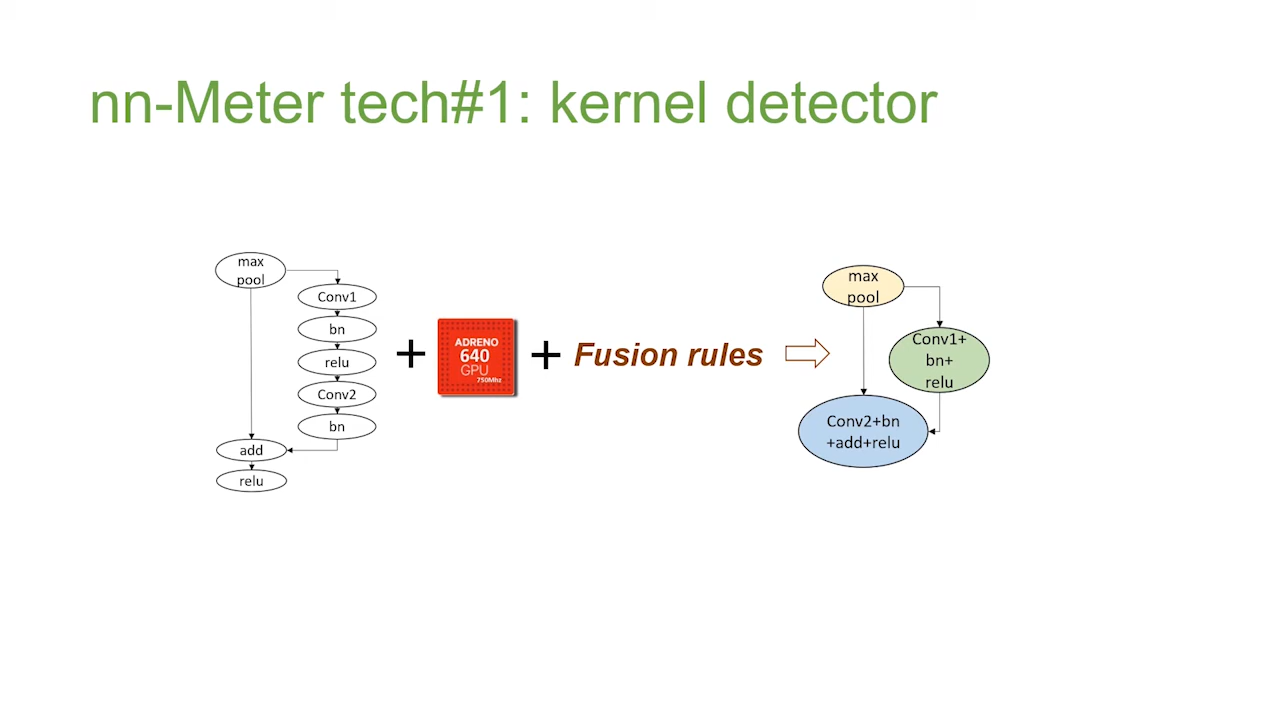 nn-Meter tech#1: kernel detector
max
pool
Conv1
bn
relu
Conv2
bn
add
relu
+
ADRENO
640
GPU
750Mhz
+
Fusion rules
max
pool
Conv1+
bn+
relu
Conv2+bn
+add+relu